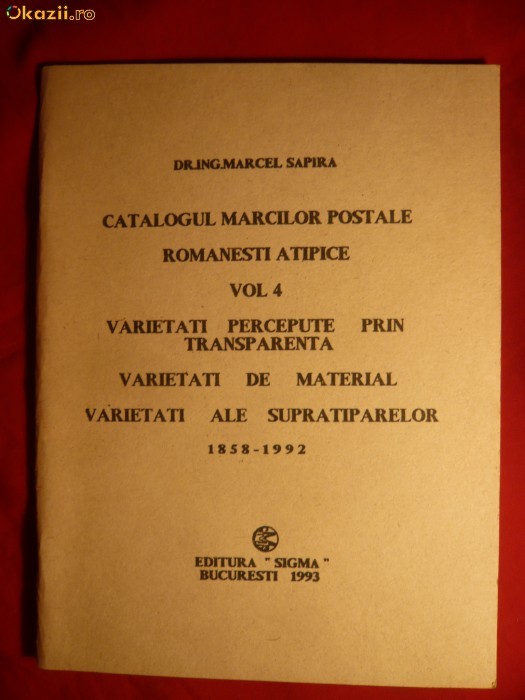 Okazii.ro
DR.ING.MARCEL SAPIRA
CATALOGUL MARCILOR POSTALE
ROMANESTI ATIPICE
VOL 4
VARIETATI PERCEPUTE PRIN
TRANSPARENTA
VARIETATI DE MATERIAL
VARIETATI ALE SUPRATIPARELOR
1858-1992
EDITURA "SIGMA"
BUCURESTI 1993